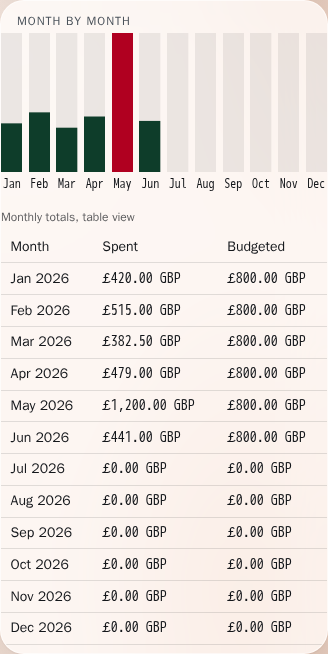 MONTH BY MONTH
Jan Feb Mar Apr May Jun Jul Aug Sep Oct Nov Dec
Monthly totals, table view
Month Spent Budgeted
Jan 2026 £420.00 GBP £800.00 GBP
Feb 2026 £515.00 GBP £800.00 GBP
Mar 2026 £382.50 GBP £800.00 GBP
Apr 2026 £479.00 GBP £800.00 GBP
May 2026 £1,200.00 GBP £800.00 GBP
Jun 2026 £441.00 GBP £800.00 GBP
Jul 2026 £0.00 GBP £0.00 GBP
Aug 2026 £0.00 GBP £0.00 GBP
Sep 2026 £0.00 GBP £0.00 GBP
Oct 2026 £0.00 GBP £0.00 GBP
Nov 2026 £0.00 GBP £0.00 GBP
Dec 2026 £0.00 GBP £0.00 GBP